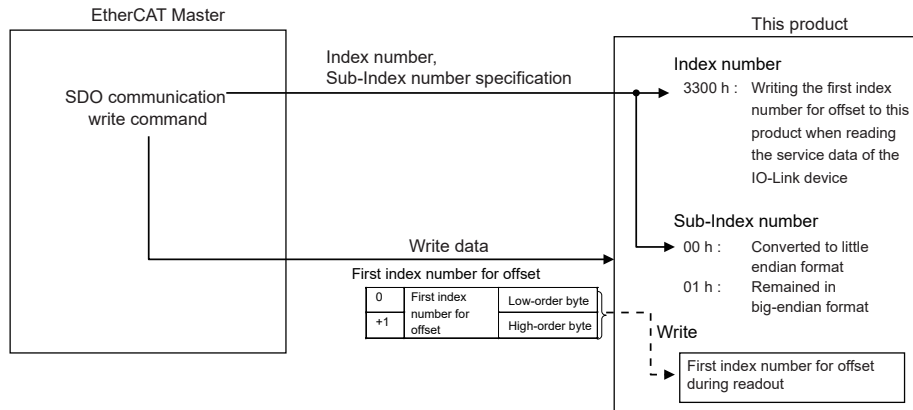 EtherCAT Master
This product
Index number,
Sub-Index number specification
SDO communication
write command
Index number
3300 h : Writing the first index
number for offset to this
product when reading
the service data of the
IO-Link device
Sub-Index number
00 h : Converted to little
endian format
01 h : Remained in
big-endian format
Write data
First index number for offset
0 First index Low-order byte
number for
+1 offset High-order byte
Write
First index number for offset
during readout